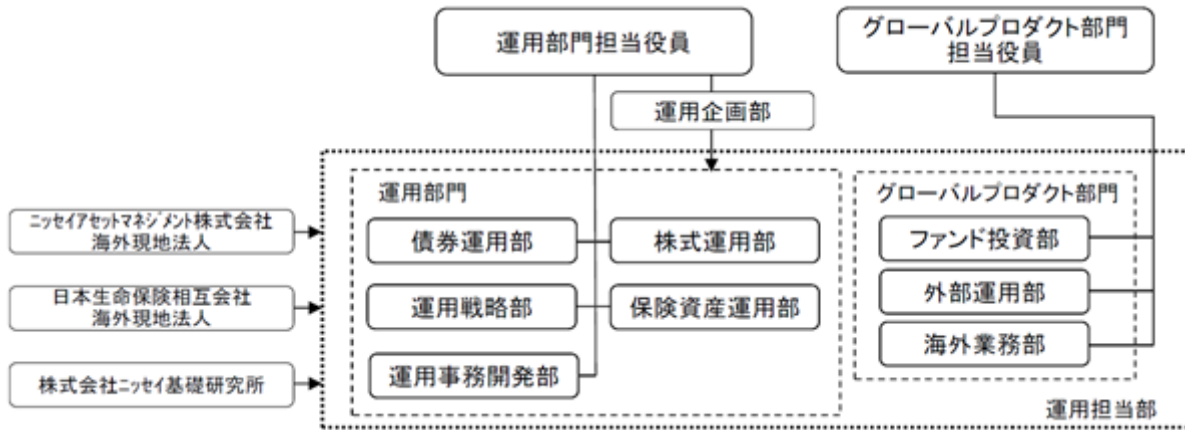 運用部門担当役員
グローバルプロダクト部門
担当役員
運用企画部
運用部門
グローバルプロダクト部門
ニッセイアセットマネジメント株式会社
海外現地法人
債券運用部
株式運用部
ファンド投資部
日本生命保険相互会社
海外現地法人
運用戦略部
保険資産運用部
外部運用部
海外業務部
株式会社ニッセイ基礎研究所
運用事務開発部
運用担当部